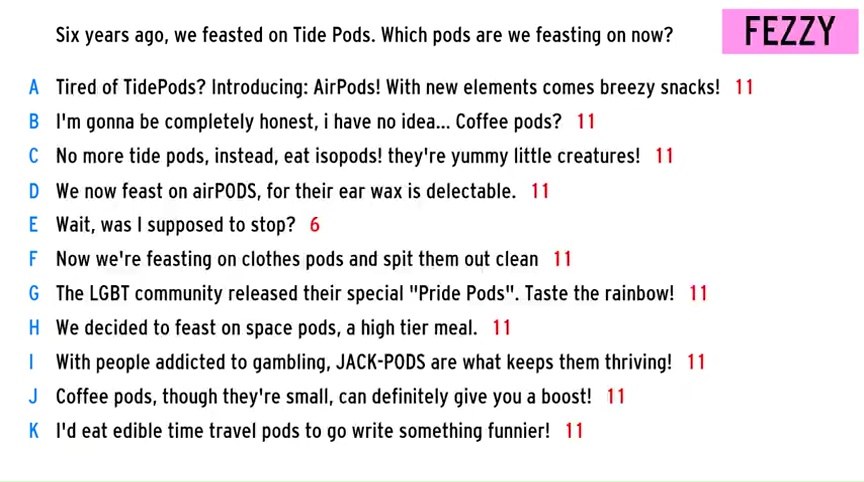 Six years ago, we feasted on Tide Pods. Which pods are we feasting on now?
FEZZY
A Tired of TidePods? Introducing: AirPods! With new elements comes breezy snacks! 11
B I'm gonna be completely honest, i have no idea... Coffee pods? 11
C No more tide pods, instead, eat isopods! they're yummy little creatures! 11
D We now feast on airPODS, for their ear wax is delectable. 11
E Wait, was I supposed to stop? 6
F Now we're feasting on clothes pods and spit them out clean 11
G The LGBT community released their special "Pride Pods". Taste the rainbow! 11
H We decided to feast on space pods, a high tier meal. 11
I With people addicted to gambling, JACK-PODS are what keeps them thriving! 11
J Coffee pods, though they're small, can definitely give you a boost! 11
K I'd eat edible time travel pods to go write something funnier! 11